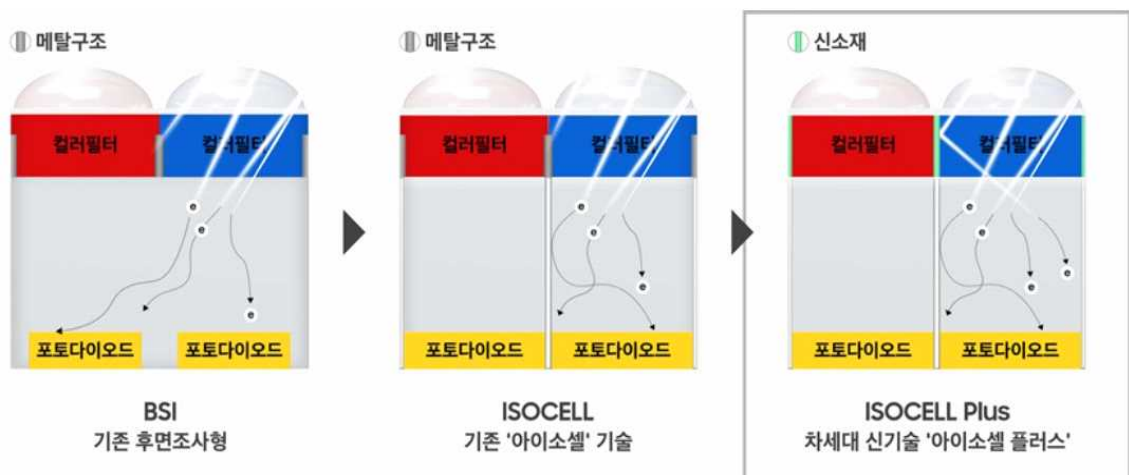 메탈구조
컬러필터
컬러필터
e
e
e
포토다이오드
포토다이오드
BSI
기존 후면조사형
메탈구조
컬러필터
컬러필터
e
e
e
포토다이오드
포토다이오드
ISOCELL
기존 '아이소셀' 기술
신소재
컬러필터
컬러필터
e
e
e
e
포토다이오드
포토다이오드
ISOCELL Plus
차세대 신기술 '아이소셀 플러스'